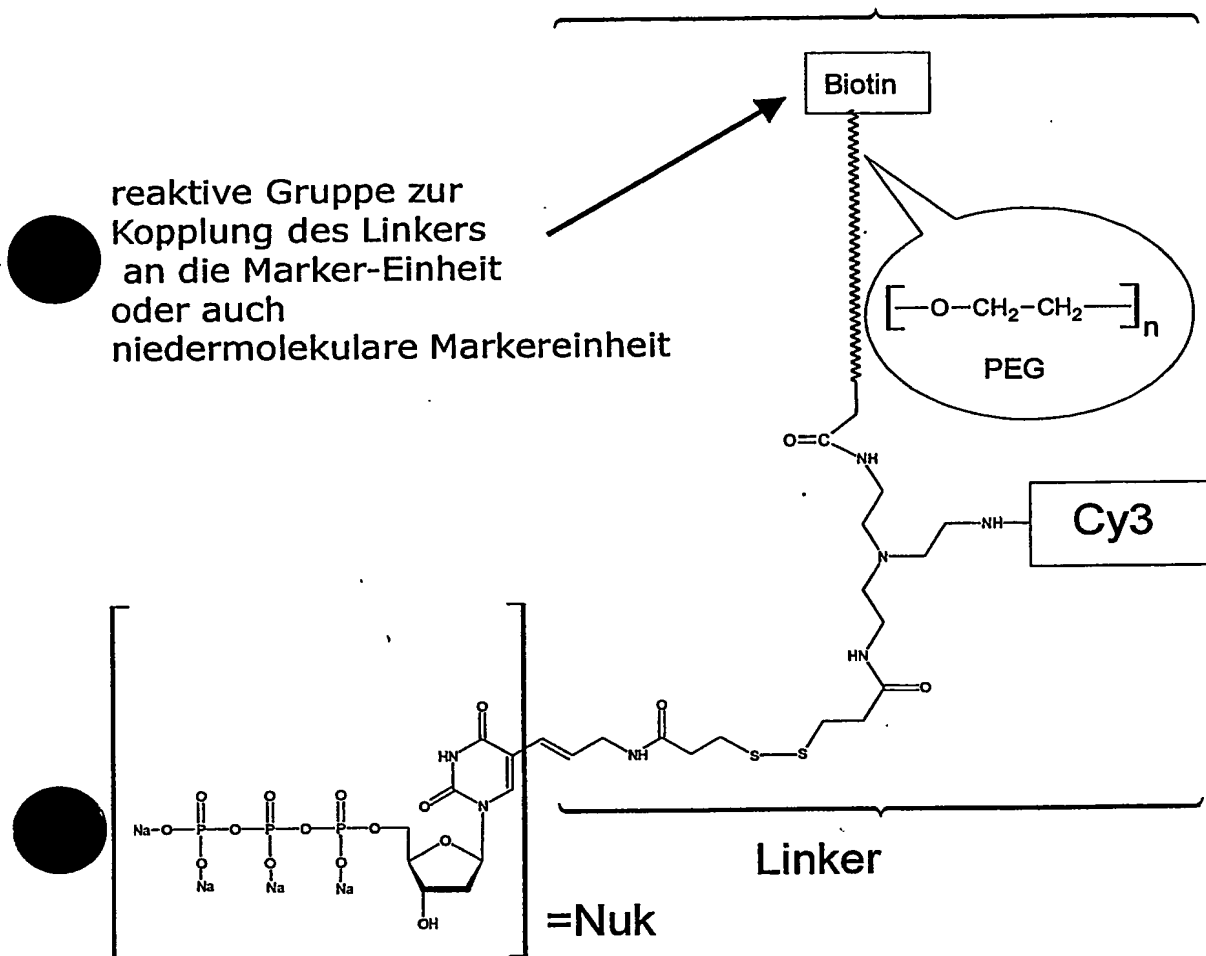 Biotin
reaktive Gruppe zur
Kopplung des Linkers
an die Marker-Einheit
oder auch
niedermolekulare Markereinheit
[—O—CH2—CH2—]n
PEG
O=C
NH
NH
Cy3
N
HN
O
O
O
HN
NH
S—S
O
N
O
O
O
Na—O—P—O—P—O—P—O
O
O
O
O
Na
Na
Na
OH
Linker
=Nuk